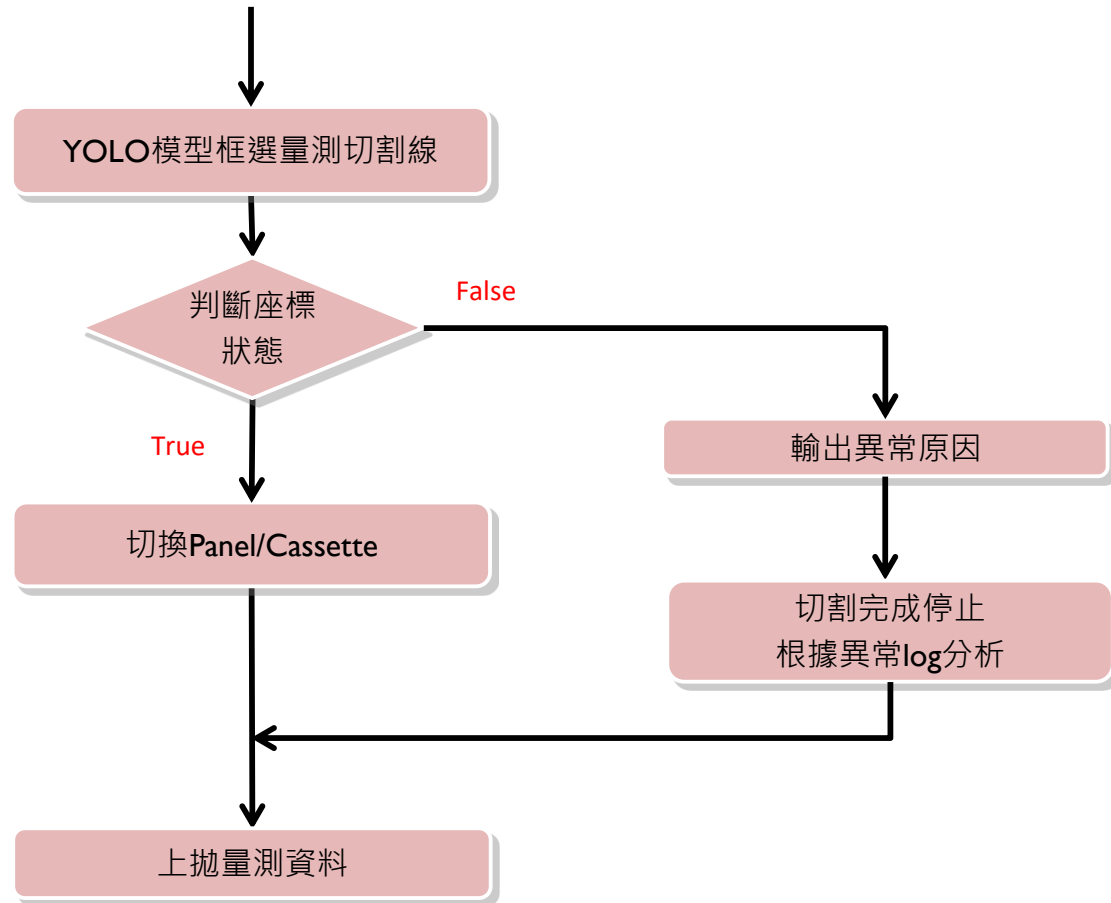 YOLO模型框選量測切割線
判斷座標
狀態
False
True
輸出異常原因
切換Panel/Cassette
切割完成停止
根據異常log分析
上拋量測資料